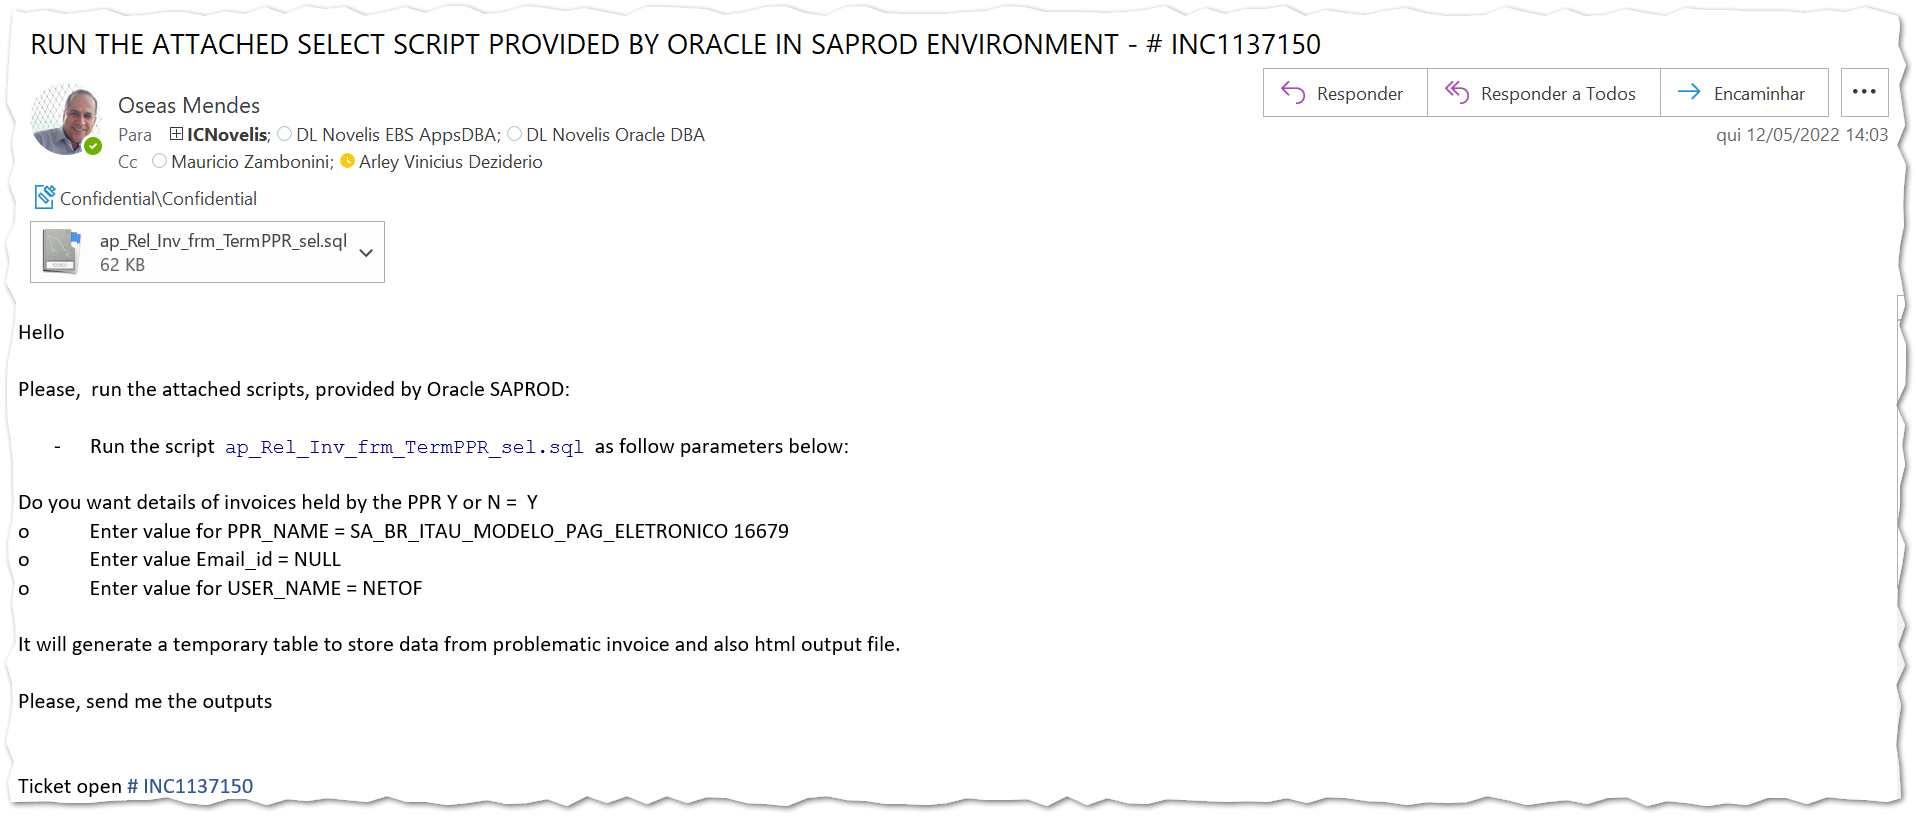 RUN THE ATTACHED SELECT SCRIPT PROVIDED BY ORACLE IN SAPROD ENVIRONMENT - # INC1137150
Responder
Responder a Todos
Encaminhar
Oseas Mendes
Para ICNovelis; DL Novelis EBS AppsDBA; DL Novelis Oracle DBA
qui 12/05/2022 14:03
Cc Mauricio Zambonini; Arley Vinicius Deziderio
Confidential\Confidential
ap_Rel_Inv_frm_TermPPR_sel.sql
62 KB
Hello
Please,  run the attached scripts, provided by Oracle SAPROD:
- Run the script ap_Rel_Inv_frm_TermPPR_sel.sql as follow parameters below:
Do you want details of invoices held by the PPR Y or N =  Y
o Enter value for PPR_NAME = SA_BR_ITAU_MODELO_PAG_ELETRONICO 16679
o Enter value Email_id = NULL
o Enter value for USER_NAME = NETOF
It will generate a temporary table to store data from problematic invoice and also html output file.
Please, send me the outputs
Ticket open # INC1137150